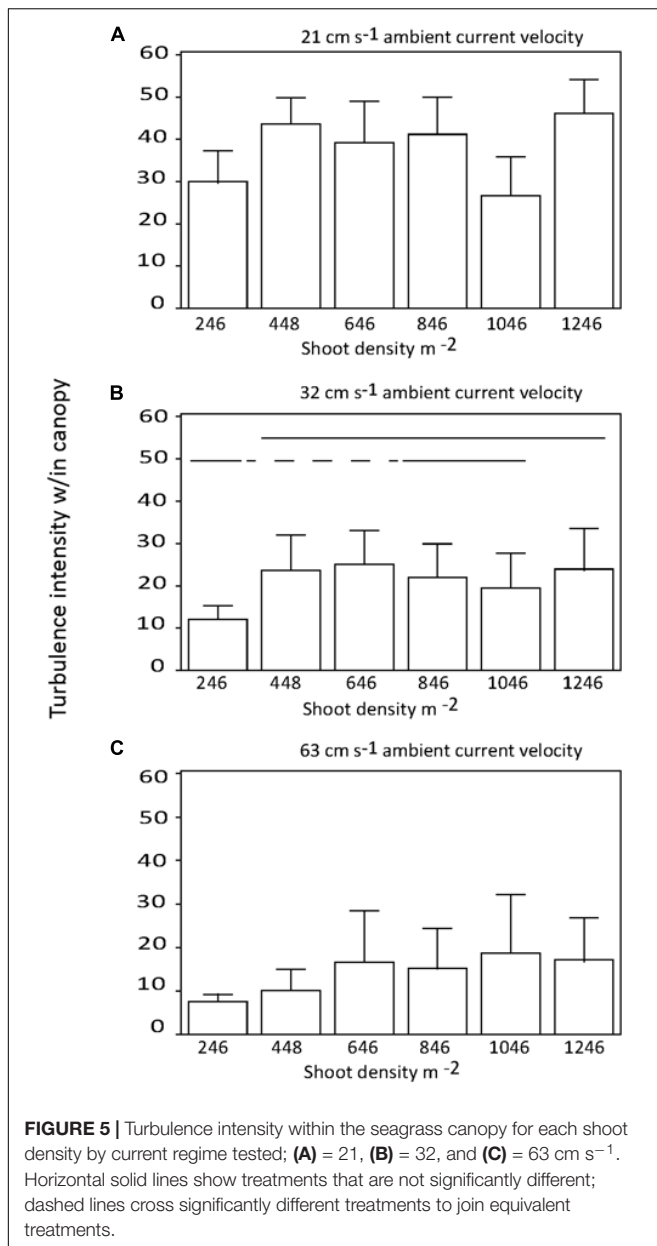 A
21 cm s-1 ambient current velocity
60
50
40
30
20
10
0
246 448 646 846 1046 1246
Shoot density m -2
Turbulence intensity w/in canopy
B
32 cm s-1 ambient current velocity
60
50
40
30
20
10
0
246 448 646 846 1046 1246
Shoot density m -2
C
63 cm s-1 ambient current velocity
60
50
40
30
20
10
0
246 448 646 846 1046 1246
Shoot density m -2
FIGURE 5 | Turbulence intensity within the seagrass canopy for each shoot
density by current regime tested; (A) = 21, (B) = 32, and (C) = 63 cm s−1.
Horizontal solid lines show treatments that are not significantly different;
dashed lines cross significantly different treatments to join equivalent
treatments.